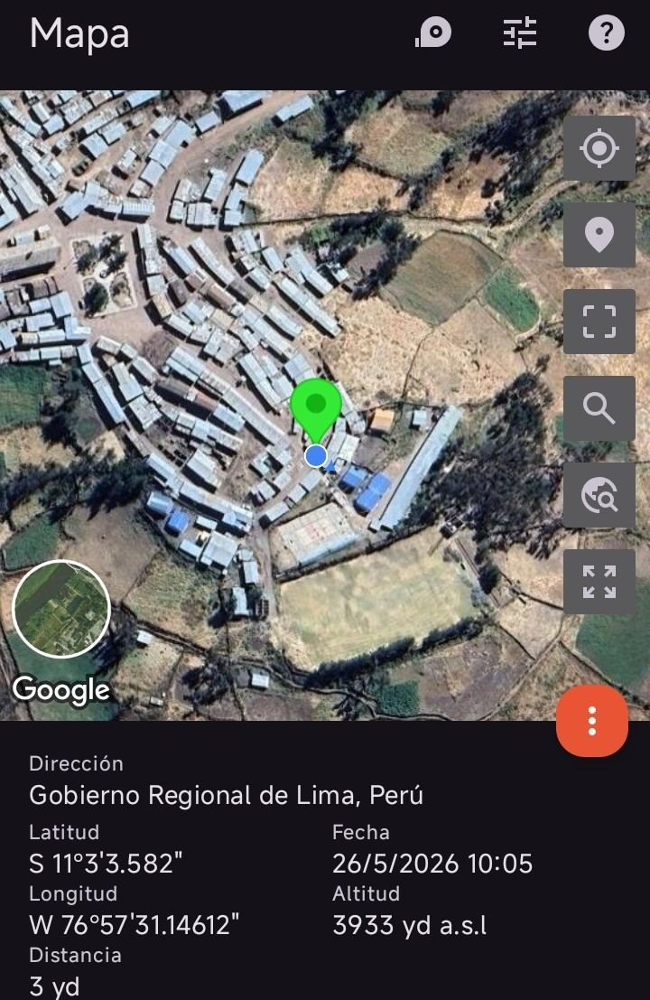 Mapa
Google
Dirección
Gobierno Regional de Lima, Perú
Latitud
S 11°3'3.582"
Fecha
26/5/2026 10:05
Longitud
W 76°57'31.14612"
Altitud
3933 yd a.s.l
Distancia
3 yd